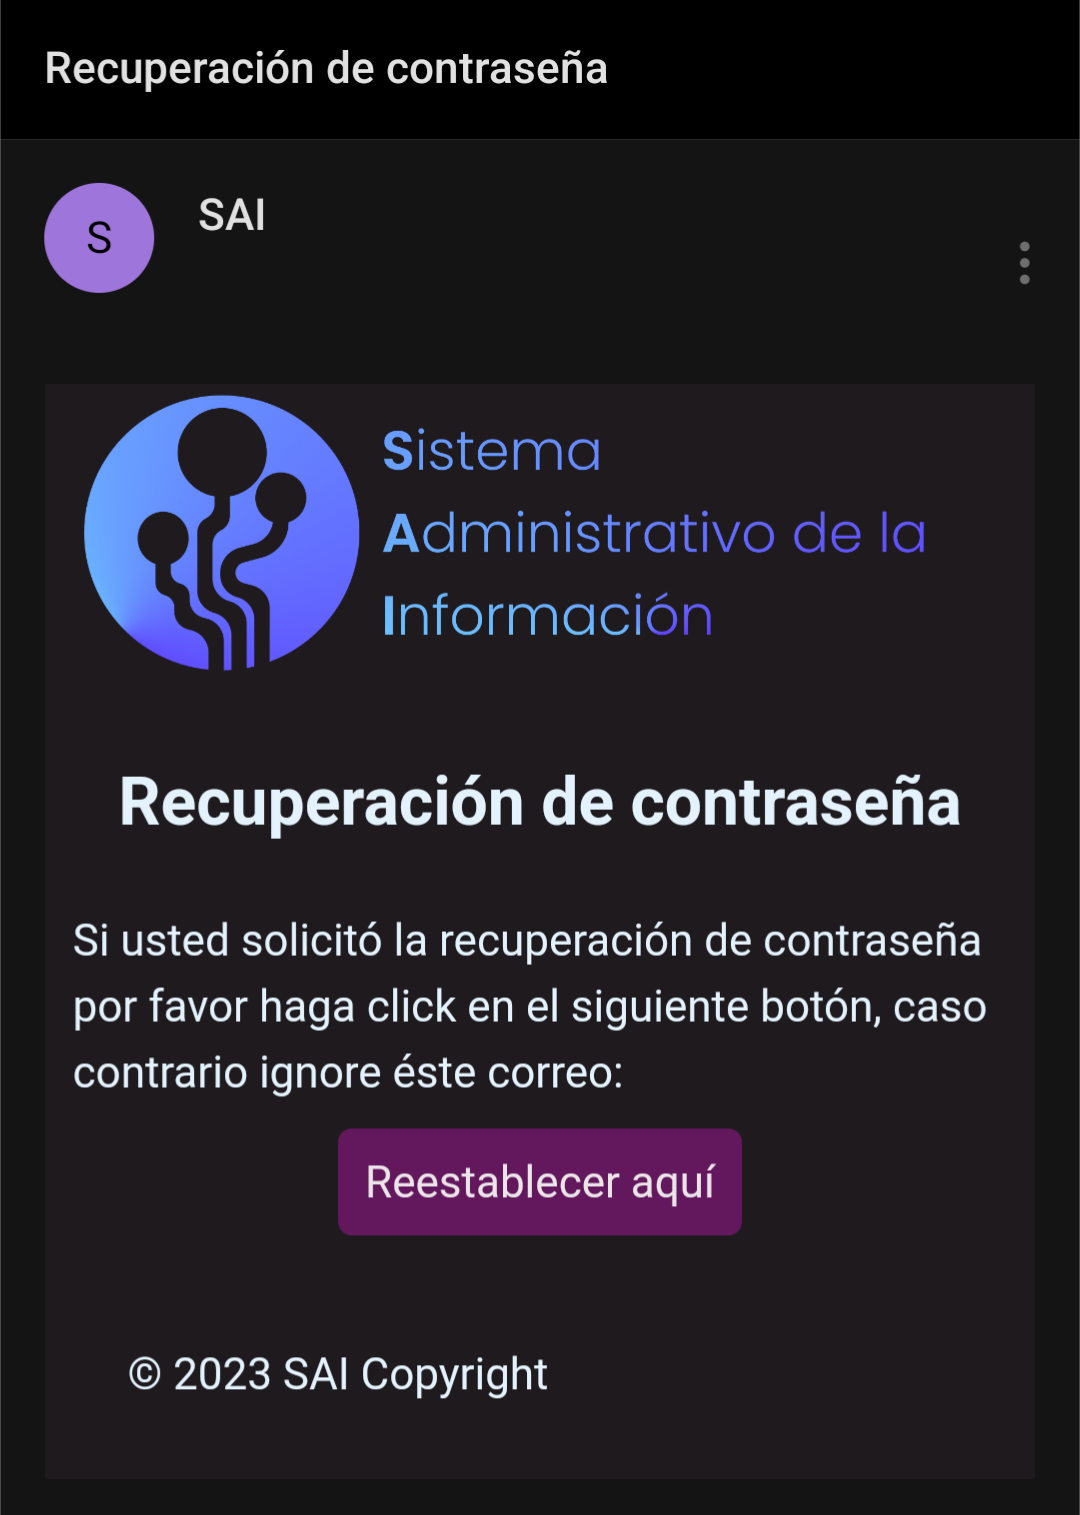 Recuperación de contraseña
S
SAI
Sistema
Administrativo de la
Información
Recuperación de contraseña
Si usted solicitó la recuperación de contraseña
por favor haga click en el siguiente botón, caso
contrario ignore éste correo:
Reestablecer aquí
© 2023 SAI Copyright